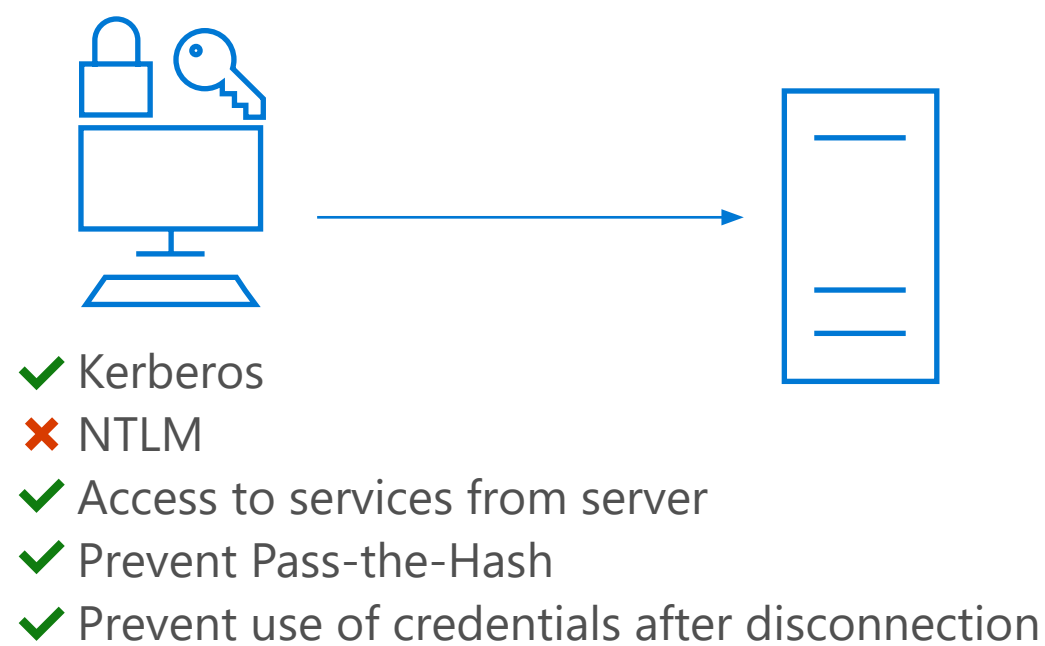 Kerberos
NTLM
Access to services from server
Prevent Pass-the-Hash
Prevent use of credentials after disconnection